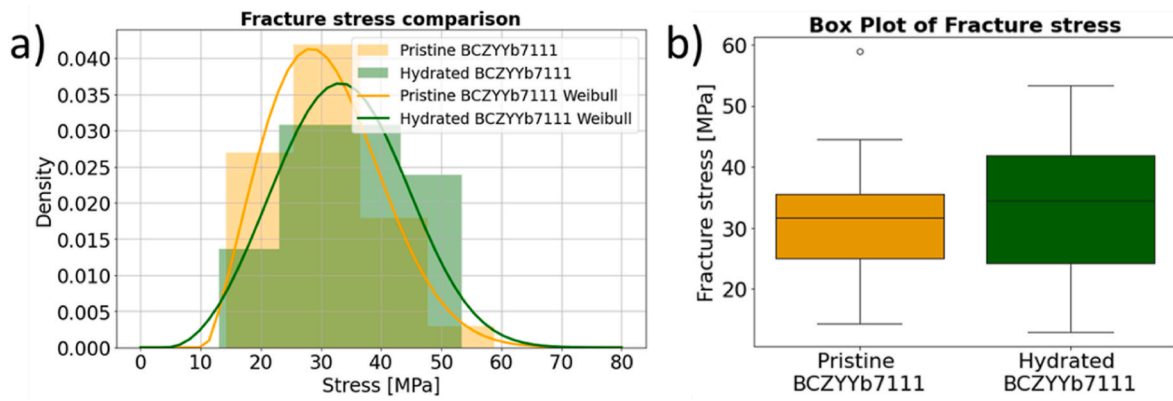 a)
Fracture stress comparison
Pristine BCZYYb7111
Hydrated BCZYYb7111
Pristine BCZYYb7111 Weibull
Hydrated BCZYYb7111 Weibull
Density
0.040
0.035
0.030
0.025
0.020
0.015
0.010
0.005
0.000
0 10 20 30 40 50 60 70 80
Stress [MPa]
b)
Box Plot of Fracture stress
Fracture stress [MPa]
60
50
40
30
20
Pristine
BCZYYb7111
Hydrated
BCZYYb7111